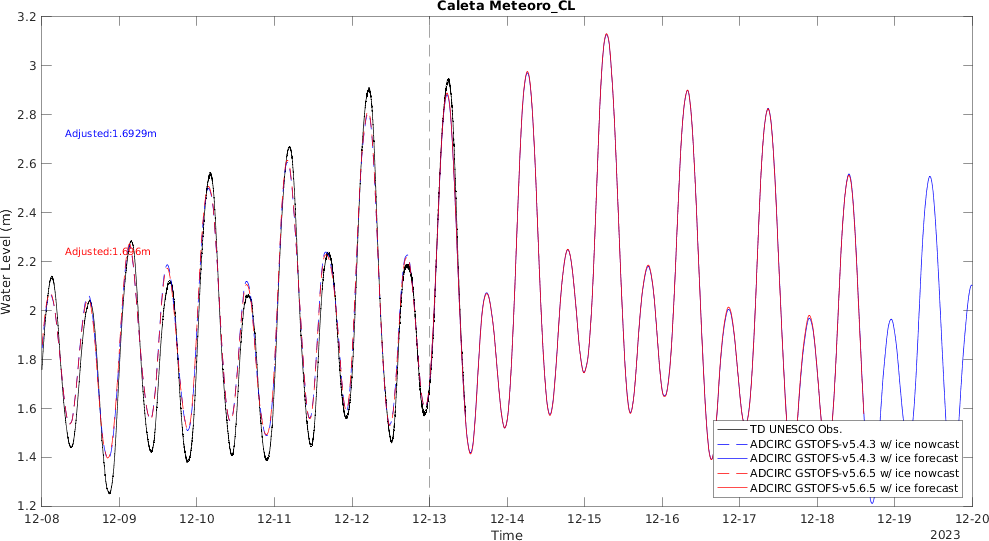 Caleta Meteoro_CL
3.2
3
2.8
2.6
2.4
2.2
2
1.8
1.6
1.4
1.2
Water Level (m)
Adjusted:1.6929m
Adjusted:1.696m
TD UNESCO Obs.
ADCIRC GSTOFS-v5.4.3 w/ ice nowcast
ADCIRC GSTOFS-v5.4.3 w/ ice forecast
ADCIRC GSTOFS-v5.6.5 w/ ice nowcast
ADCIRC GSTOFS-v5.6.5 w/ ice forecast
12-08 12-09 12-10 12-11 12-12 12-13 12-14 12-15 12-16 12-17 12-18 12-19 12-20
Time
2023